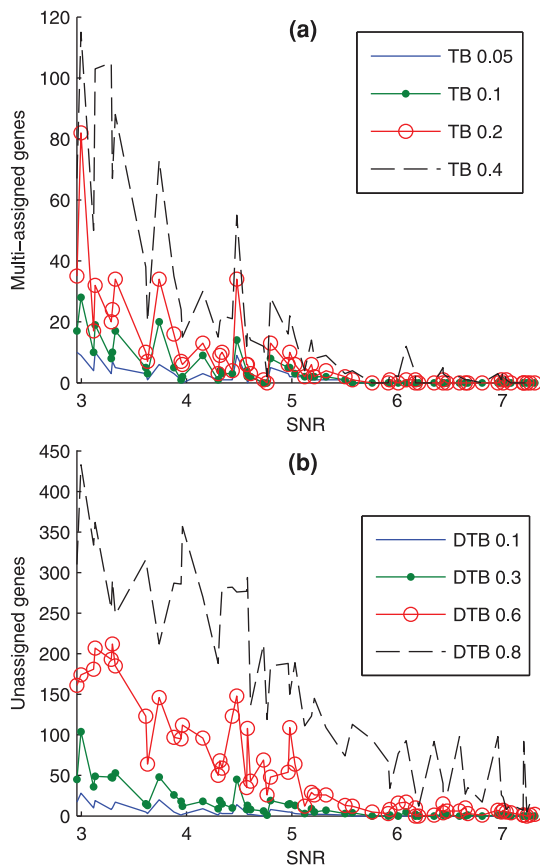 (a)
120
100
80
60
40
20
0
Multi−assigned genes
TB 0.05
TB 0.1
TB 0.2
TB 0.4
3 4 5 6 7
SNR
(b)
450
400
350
300
250
200
150
100
50
0
Unassigned genes
DTB 0.1
DTB 0.3
DTB 0.6
DTB 0.8
3 4 5 6 7
SNR